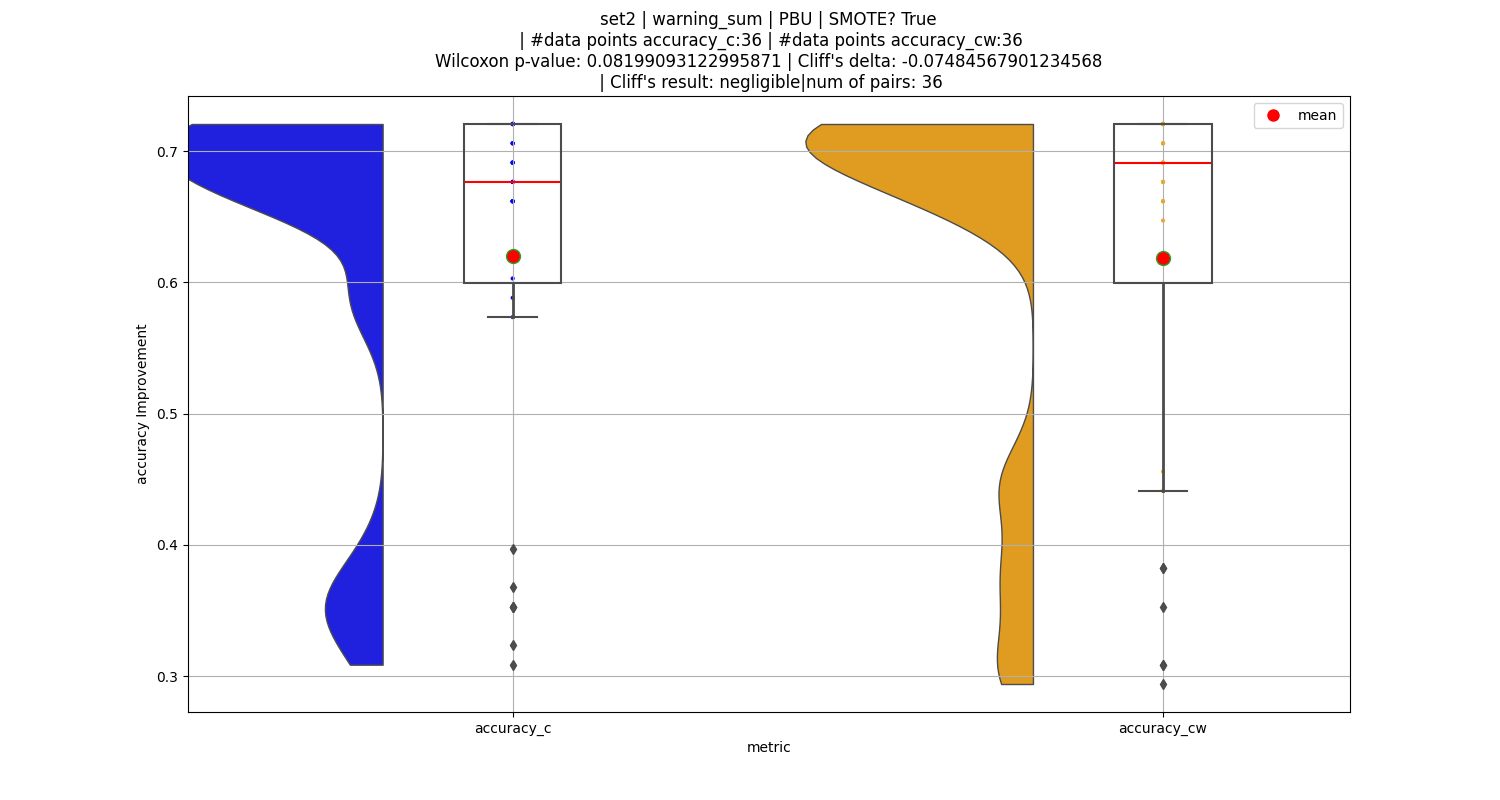 set2 | warning_sum | PBU | SMOTE? True
| #data points accuracy_c:36 | #data points accuracy_cw:36
Wilcoxon p-value: 0.08199093122995871 | Cliff's delta: -0.07484567901234568
| Cliff's result: negligible|num of pairs: 36
mean
0.7
0.6
0.5
0.4
0.3
accuracy Improvement
accuracy_c
accuracy_cw
metric